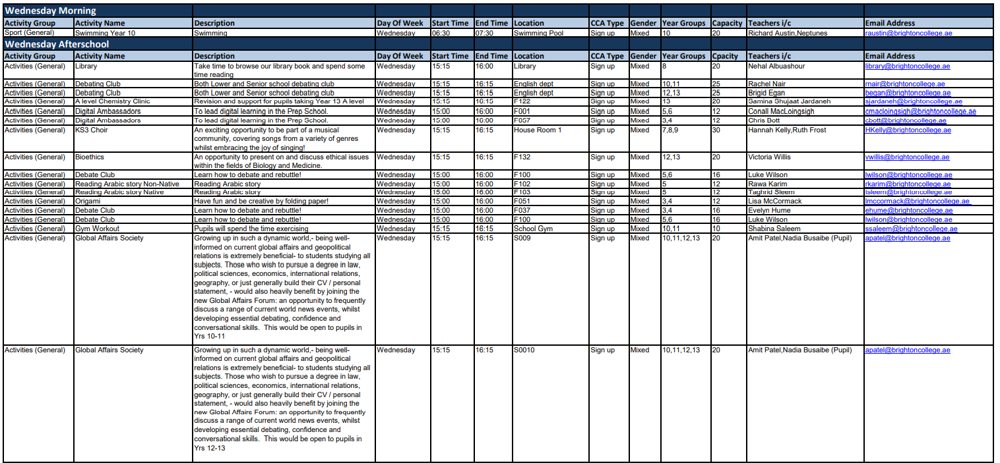 Wednesday Morning
Activity Group Activity Name Description Day Of Week Start Time End Time Location CCA Type Gender Year Groups Capacity Teachers i/c Email Address
Sport (General) Swimming Year 10 Swimming Wednesday 06:30 07:30 Swimming Pool Sign up Mixed 10 20 Richard Austin,Neptunes raustin@brightoncollege.ae
Wednesday Afterschool
Activity Group Activity Name Description Day Of Week Start Time End Time Location CCA Type Gender Year Groups Cpacity Teachers i/c Email Address
Activities (General) Library Take time to browse our library book and spend some Wednesday 15:15 16:00 Library Sign up Mixed 8 20 Nehal Albuashour library@brightoncollege.ae
time reading
Activities (General) Debating Club Both Lower and Senior school debating club Wednesday 15:15 16:15 English dept Sign up Mixed 10,11 25 Rachel Nair rnair@brightoncollege.ae
Activities (General) Debating Club Both Lower and Senior school debating club Wednesday 15:15 16:15 English dept Sign up Mixed 12,13 25 Brigid Egan began@brightoncollege.ae
Activities (General) A level Chemistry Clinic Revision and support for pupils taking Year 13 A level Wednesday 15:15 16:15 F122 Sign up Mixed 13 20 Samina Shujaat Jardaneh sjardaneh@brightoncollege.ae
Activities (General) Digital Ambassadors To lead digital learning in the Prep School. Wednesday 15:00 16:00 F001 Sign up Mixed 5,6 12 Conall MacLoingsigh cmacloingsigh@brightoncollege.ae
Activities (General) Digital Ambassadors To lead digital learning in the Prep School. Wednesday 15:00 16:00 F057 Sign up Mixed 3,4 12 Chris Bott cbott@brightoncollege.ae
Activities (General) KS3 Choir An exciting opportunity to be part of a musical Wednesday 15:15 16:15 House Room 1 Sign up Mixed 7,8,9 30 Hannah Kelly,Ruth Frost HKelly@brightoncollege.ae
community, covering songs from a variety of genres
whilst embracing the joy of singing!
Activities (General) Bioethics An opportunity to present on and discuss ethical issues Wednesday 15:15 16:15 F132 Sign up Mixed 12,13 20 Victoria Willis vwillis@brightoncollege.ae
within the fields of Biology and Medicine.
Activities (General) Debate Club Learn how to debate and rebuttle! Wednesday 15:00 16:00 F100 Sign up Mixed 5,6 16 Luke Wilson lwilson@brightoncollege.ae
Activities (General) Reading Arabic story Non-Native Reading Arabic story Wednesday 15:00 16:00 F102 Sign up Mixed 5 12 Rawa Karim rkarim@brightoncollege.ae
Activities (General) Reading Arabic story Native Reading Arabic story Wednesday 15:00 16:00 F103 Sign up Mixed 5 12 Taghrid Sleem tsleem@brightoncollege.ae
Activities (General) Origami Have fun and be creative by folding paper! Wednesday 15:00 16:00 F051 Sign up Mixed 3,4 12 Lisa McCormack lmccormack@brightoncollege.ae
Activities (General) Debate Club Learn how to debate and rebuttle! Wednesday 15:00 16:00 F037 Sign up Mixed 3,4 16 Evelyn Hume ehume@brightoncollege.ae
Activities (General) Debate Club Learn how to debate and rebuttle! Wednesday 15:00 16:00 F100 Sign up Mixed 5,6 16 Luke Wilson lwilson@brightoncollege.ae
Activities (General) Gym Workout Pupils will spend the time exercising Wednesday 15:15 16:15 School Gym Sign up Mixed 10,11 10 Shabina Saleem ssaleem@brightoncollege.ae
Activities (General) Global Affairs Society Growing up in such a dynamic world,- being well- Wednesday 15:15 16:15 S009 Sign up Mixed 10,11,12,13 20 Amit Patel,Nadia Busaibe (Pupil) apatel@brightoncollege.ae
informed on current global affairs and geopolitical
relations is extremely beneficial- to students studying all
subjects. Those who wish to pursue a degree in law,
political sciences, economics, international relations,
geography, or just generally build their CV / personal
statement, - would also heavily benefit by joining the
new Global Affairs Forum: an opportunity to frequently
discuss a range of current world news events, whilst
developing essential debating, confidence and
conversational skills. This would be open to pupils in
Yrs 10-11
Activities (General) Global Affairs Society Growing up in such a dynamic world,- being well- Wednesday 15:15 16:15 S0010 Sign up Mixed 10,11,12,13 20 Amit Patel,Nadia Busaibe (Pupil) apatel@brightoncollege.ae
informed on current global affairs and geopolitical
relations is extremely beneficial- to students studying all
subjects. Those who wish to pursue a degree in law,
political sciences, economics, international relations,
geography, or just generally build their CV / personal
statement, - would also heavily benefit by joining the
new Global Affairs Forum: an opportunity to frequently
discuss a range of current world news events, whilst
developing essential debating, confidence and
conversational skills. This would be open to pupils in
Yrs 12-13